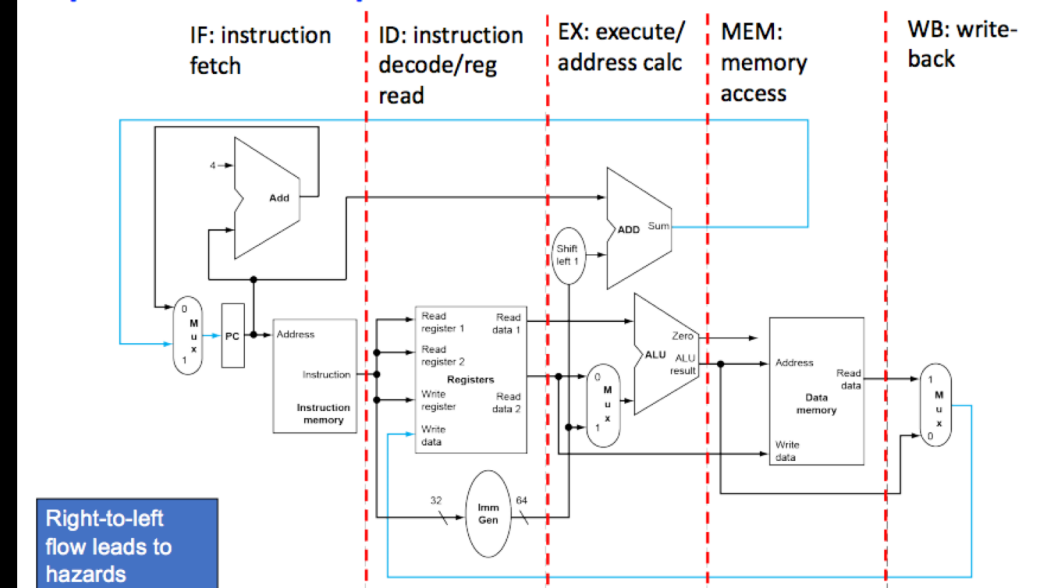 IF: instruction
fetch
ID: instruction
decode/reg
read
EX: execute/
address calc
MEM:
memory
access
WB: write-
back
4
Add
ADD
Sum
Shift
left 1
0
M
u
x
1
PC
Address
Instruction
Instruction
memory
Read
register 1
Read
register 2
Registers
Write
register
Write
data
Read
data 1
Read
data 2
0
M
u
x
1
Zero
ALU
ALU
result
Address
Read
data
Data
memory
Write
data
1
M
u
x
0
32
Imm
Gen
64
Right-to-left
flow leads to
hazards